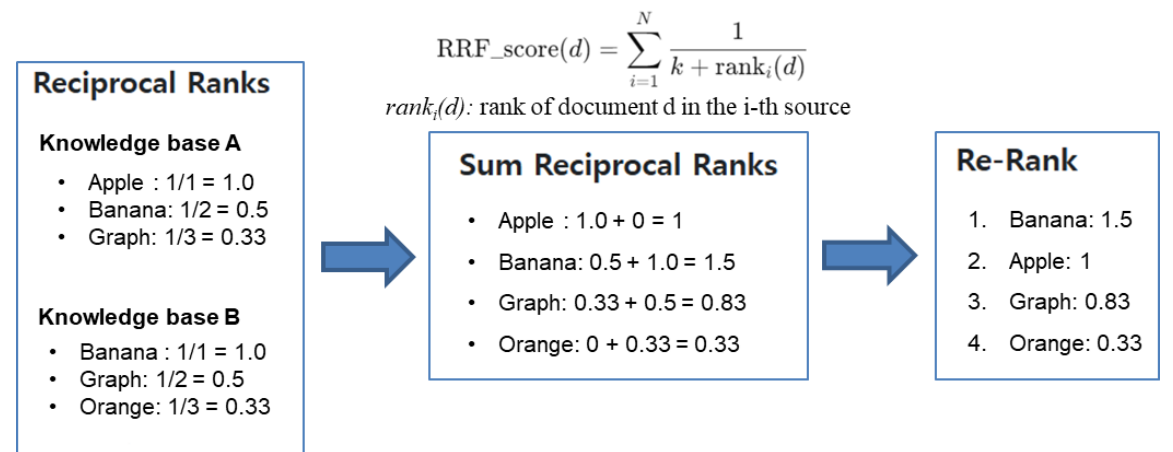 RRF_score(d) = \sum_{i=1}^{N} \frac{1}{k + rank_i(d)}
rank_i(d): rank of document d in the i-th source
Reciprocal Ranks
Knowledge base A
• Apple : 1/1 = 1.0
• Banana: 1/2 = 0.5
• Graph: 1/3 = 0.33
Knowledge base B
• Banana : 1/1 = 1.0
• Graph: 1/2 = 0.5
• Orange: 1/3 = 0.33
Sum Reciprocal Ranks
• Apple : 1.0 + 0 = 1
• Banana: 0.5 + 1.0 = 1.5
• Graph: 0.33 + 0.5 = 0.83
• Orange: 0 + 0.33 = 0.33
Re-Rank
1. Banana: 1.5
2. Apple: 1
3. Graph: 0.83
4. Orange: 0.33